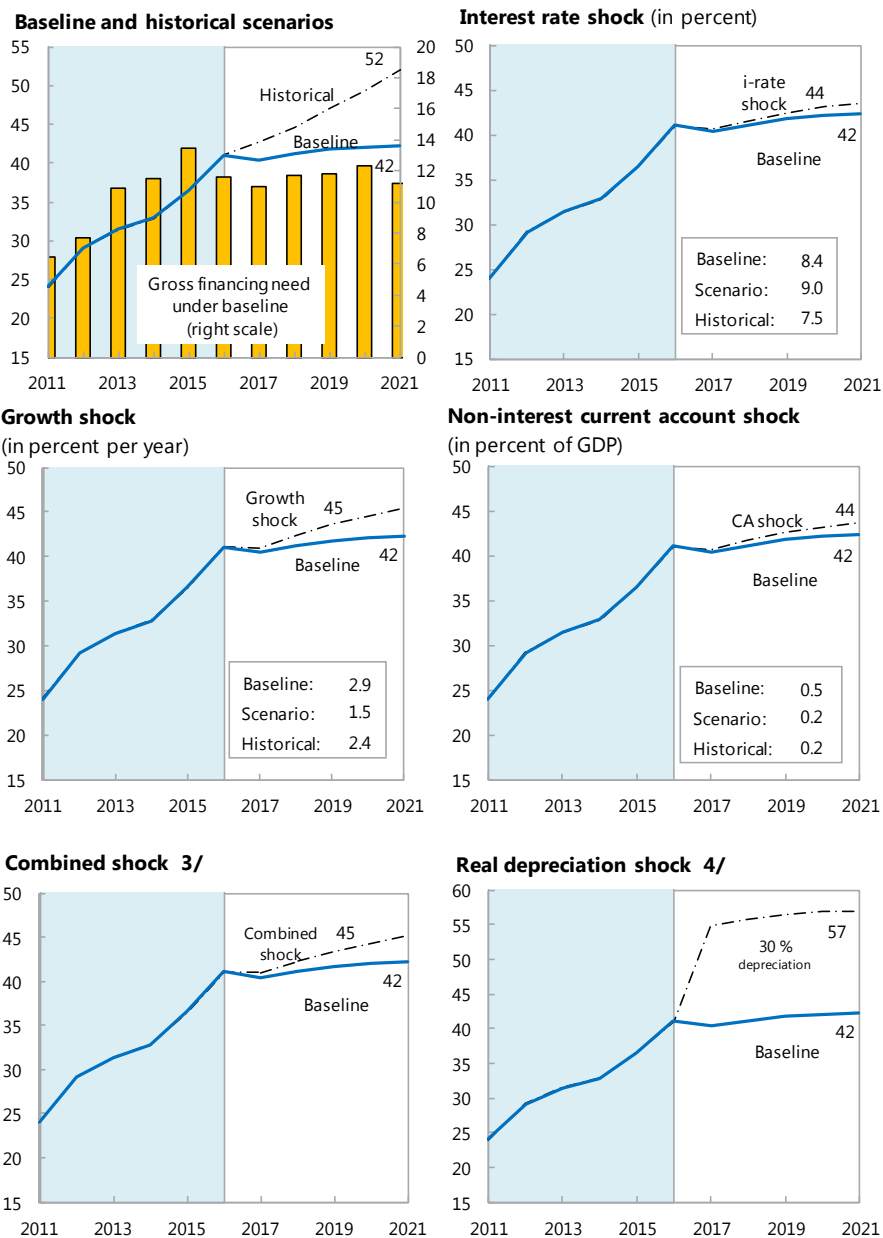 Baseline and historical scenarios
55
50
45
40
35
30
25
20
15
20
18
16
14
12
10
8
6
4
2
0
52
Historical
Baseline
42
Gross financing need
under baseline
(right scale)
2011 2013 2015 2017 2019 2021
Interest rate shock (in percent)
50
45
40
35
30
25
20
15
i-rate
shock
44
42
Baseline
Baseline: 8.4
Scenario: 9.0
Historical: 7.5
2011 2013 2015 2017 2019 2021
Growth shock
(in percent per year)
50
45
40
35
30
25
20
15
Growth
shock
45
42
Baseline
Baseline: 2.9
Scenario: 1.5
Historical: 2.4
2011 2013 2015 2017 2019 2021
Non-interest current account shock
(in percent of GDP)
50
45
40
35
30
25
20
15
CA shock
44
42
Baseline
Baseline: 0.5
Scenario: 0.2
Historical: 0.2
2011 2013 2015 2017 2019 2021
Combined shock 3/
50
45
40
35
30
25
20
15
Combined
shock
45
42
Baseline
2011 2013 2015 2017 2019 2021
Real depreciation shock 4/
60
55
50
45
40
35
30
25
20
15
57
30 %
depreciation
42
Baseline
2011 2013 2015 2017 2019 2021